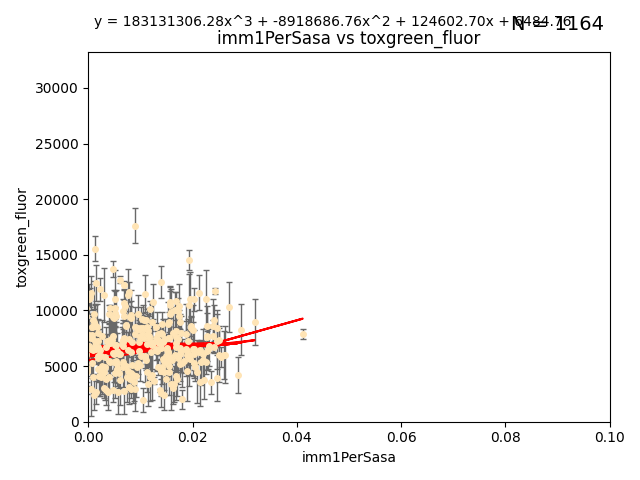 y = 183131306.28x^3 + -8918686.76x^2 + 124602.70x + 6484.76
N = 1164
imm1PerSasa vs toxgreen_fluor
30000
25000
20000
15000
10000
5000
0
toxgreen_fluor
0.00 0.02 0.04 0.06 0.08 0.10
imm1PerSasa